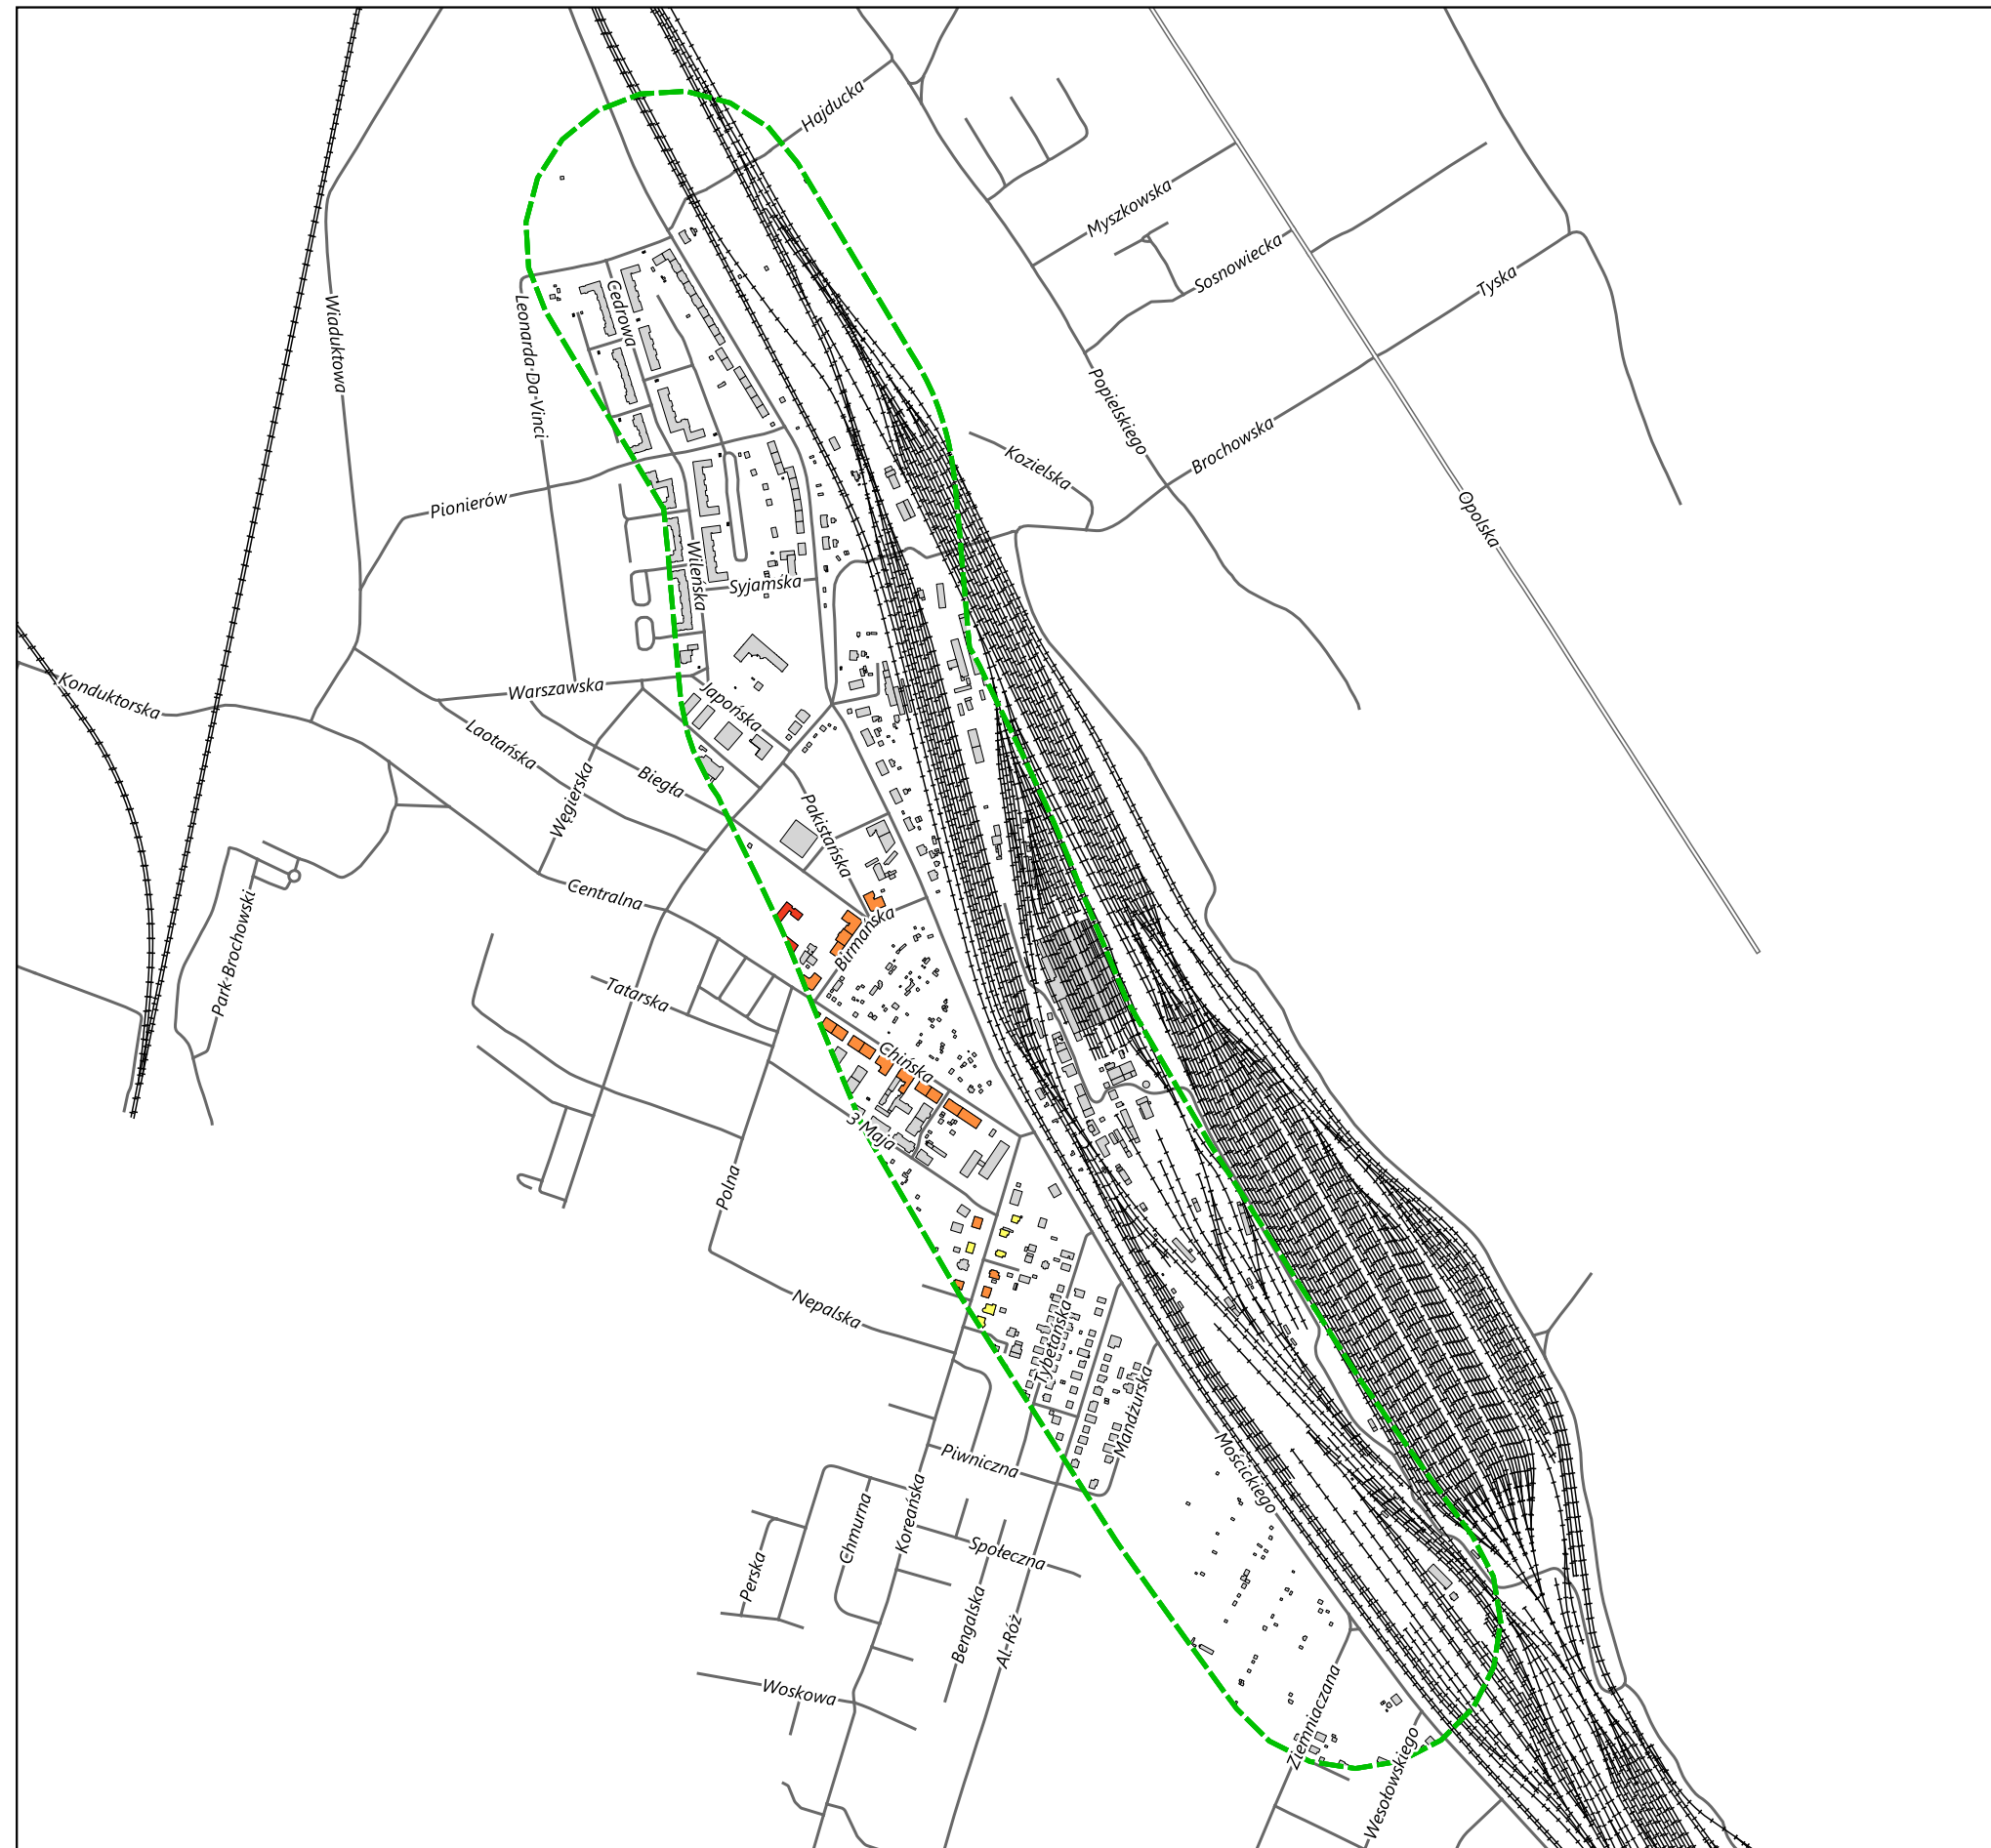 Hajducka
Myszkowska
Sosnowiecka
Tyska
Wiaduktowa
Leonarda-Da-Vinci
Cedrowa
Popielskiego
Kozielska
Brochowska
Opolska
Pionierów
Wileńska
Syjamska
Konduktorska
Warszawska
Japońska
Laotańska
Biegła
Węgierska
Pakistańska
Centralna
Park-Brochowski
Birmańska
Tatarska
Chińska
3 Maja
Polna
Nepalska
Tybetańska
Mandżurska
Mościckiego
Piwniczna
Koreańska
Chmurna
Perska
Społeczna
Bengalska
Al-Róż
Woskowa
Ziemniaczana
Wesołowskiego